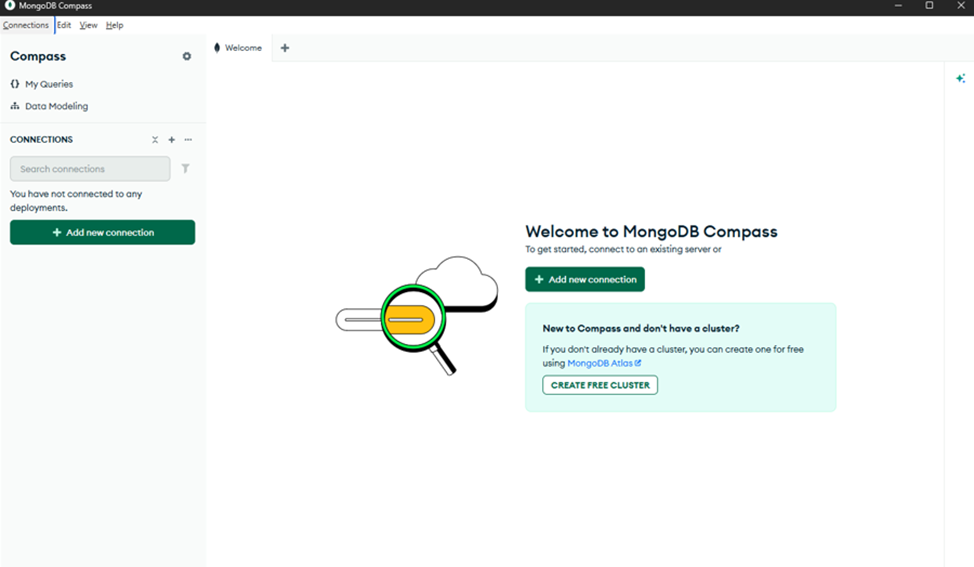 MongoDB Compass
Connections Edit View Help
Compass
My Queries
Data Modeling
CONNECTIONS
Search connections
You have not connected to any
deployments.
Add new connection
Welcome
Welcome to MongoDB Compass
To get started, connect to an existing server or
Add new connection
New to Compass and don't have a cluster?
If you don't already have a cluster, you can create one for free
using MongoDB Atlas
CREATE FREE CLUSTER